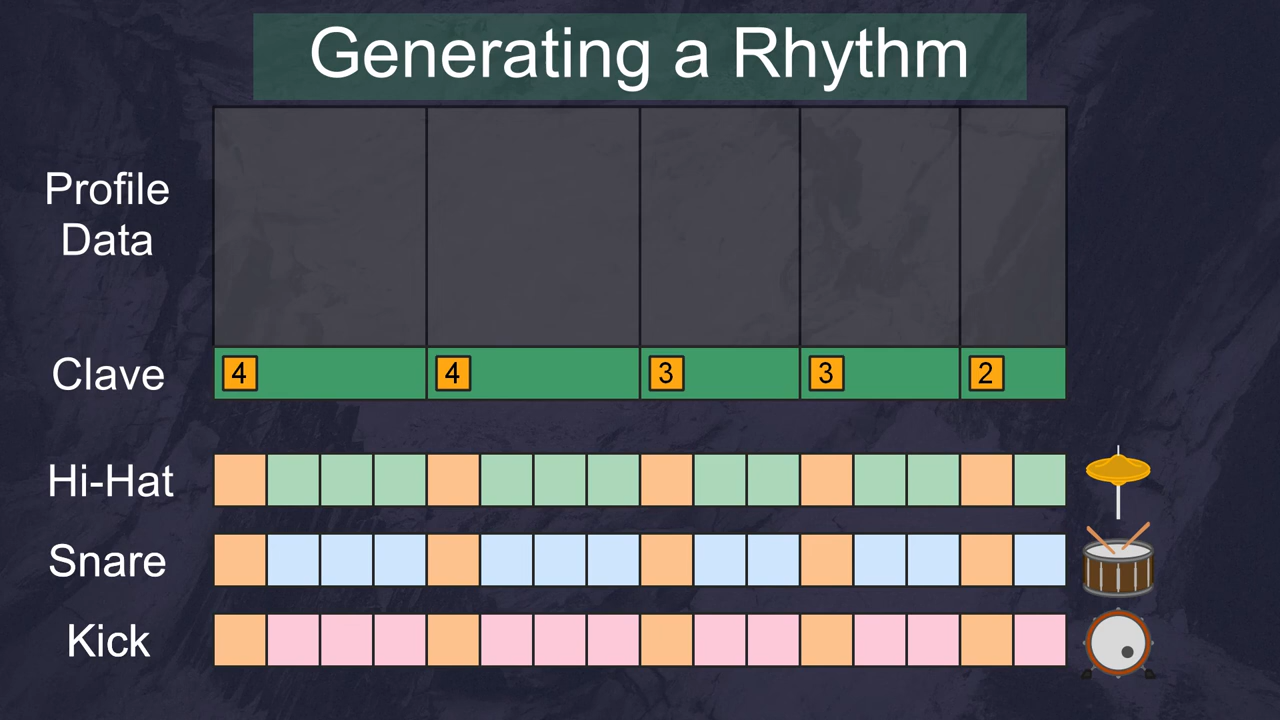 Generating a Rhythm
Profile
Data
Clave
4 4 3 3 2
Hi-Hat
Snare
Kick